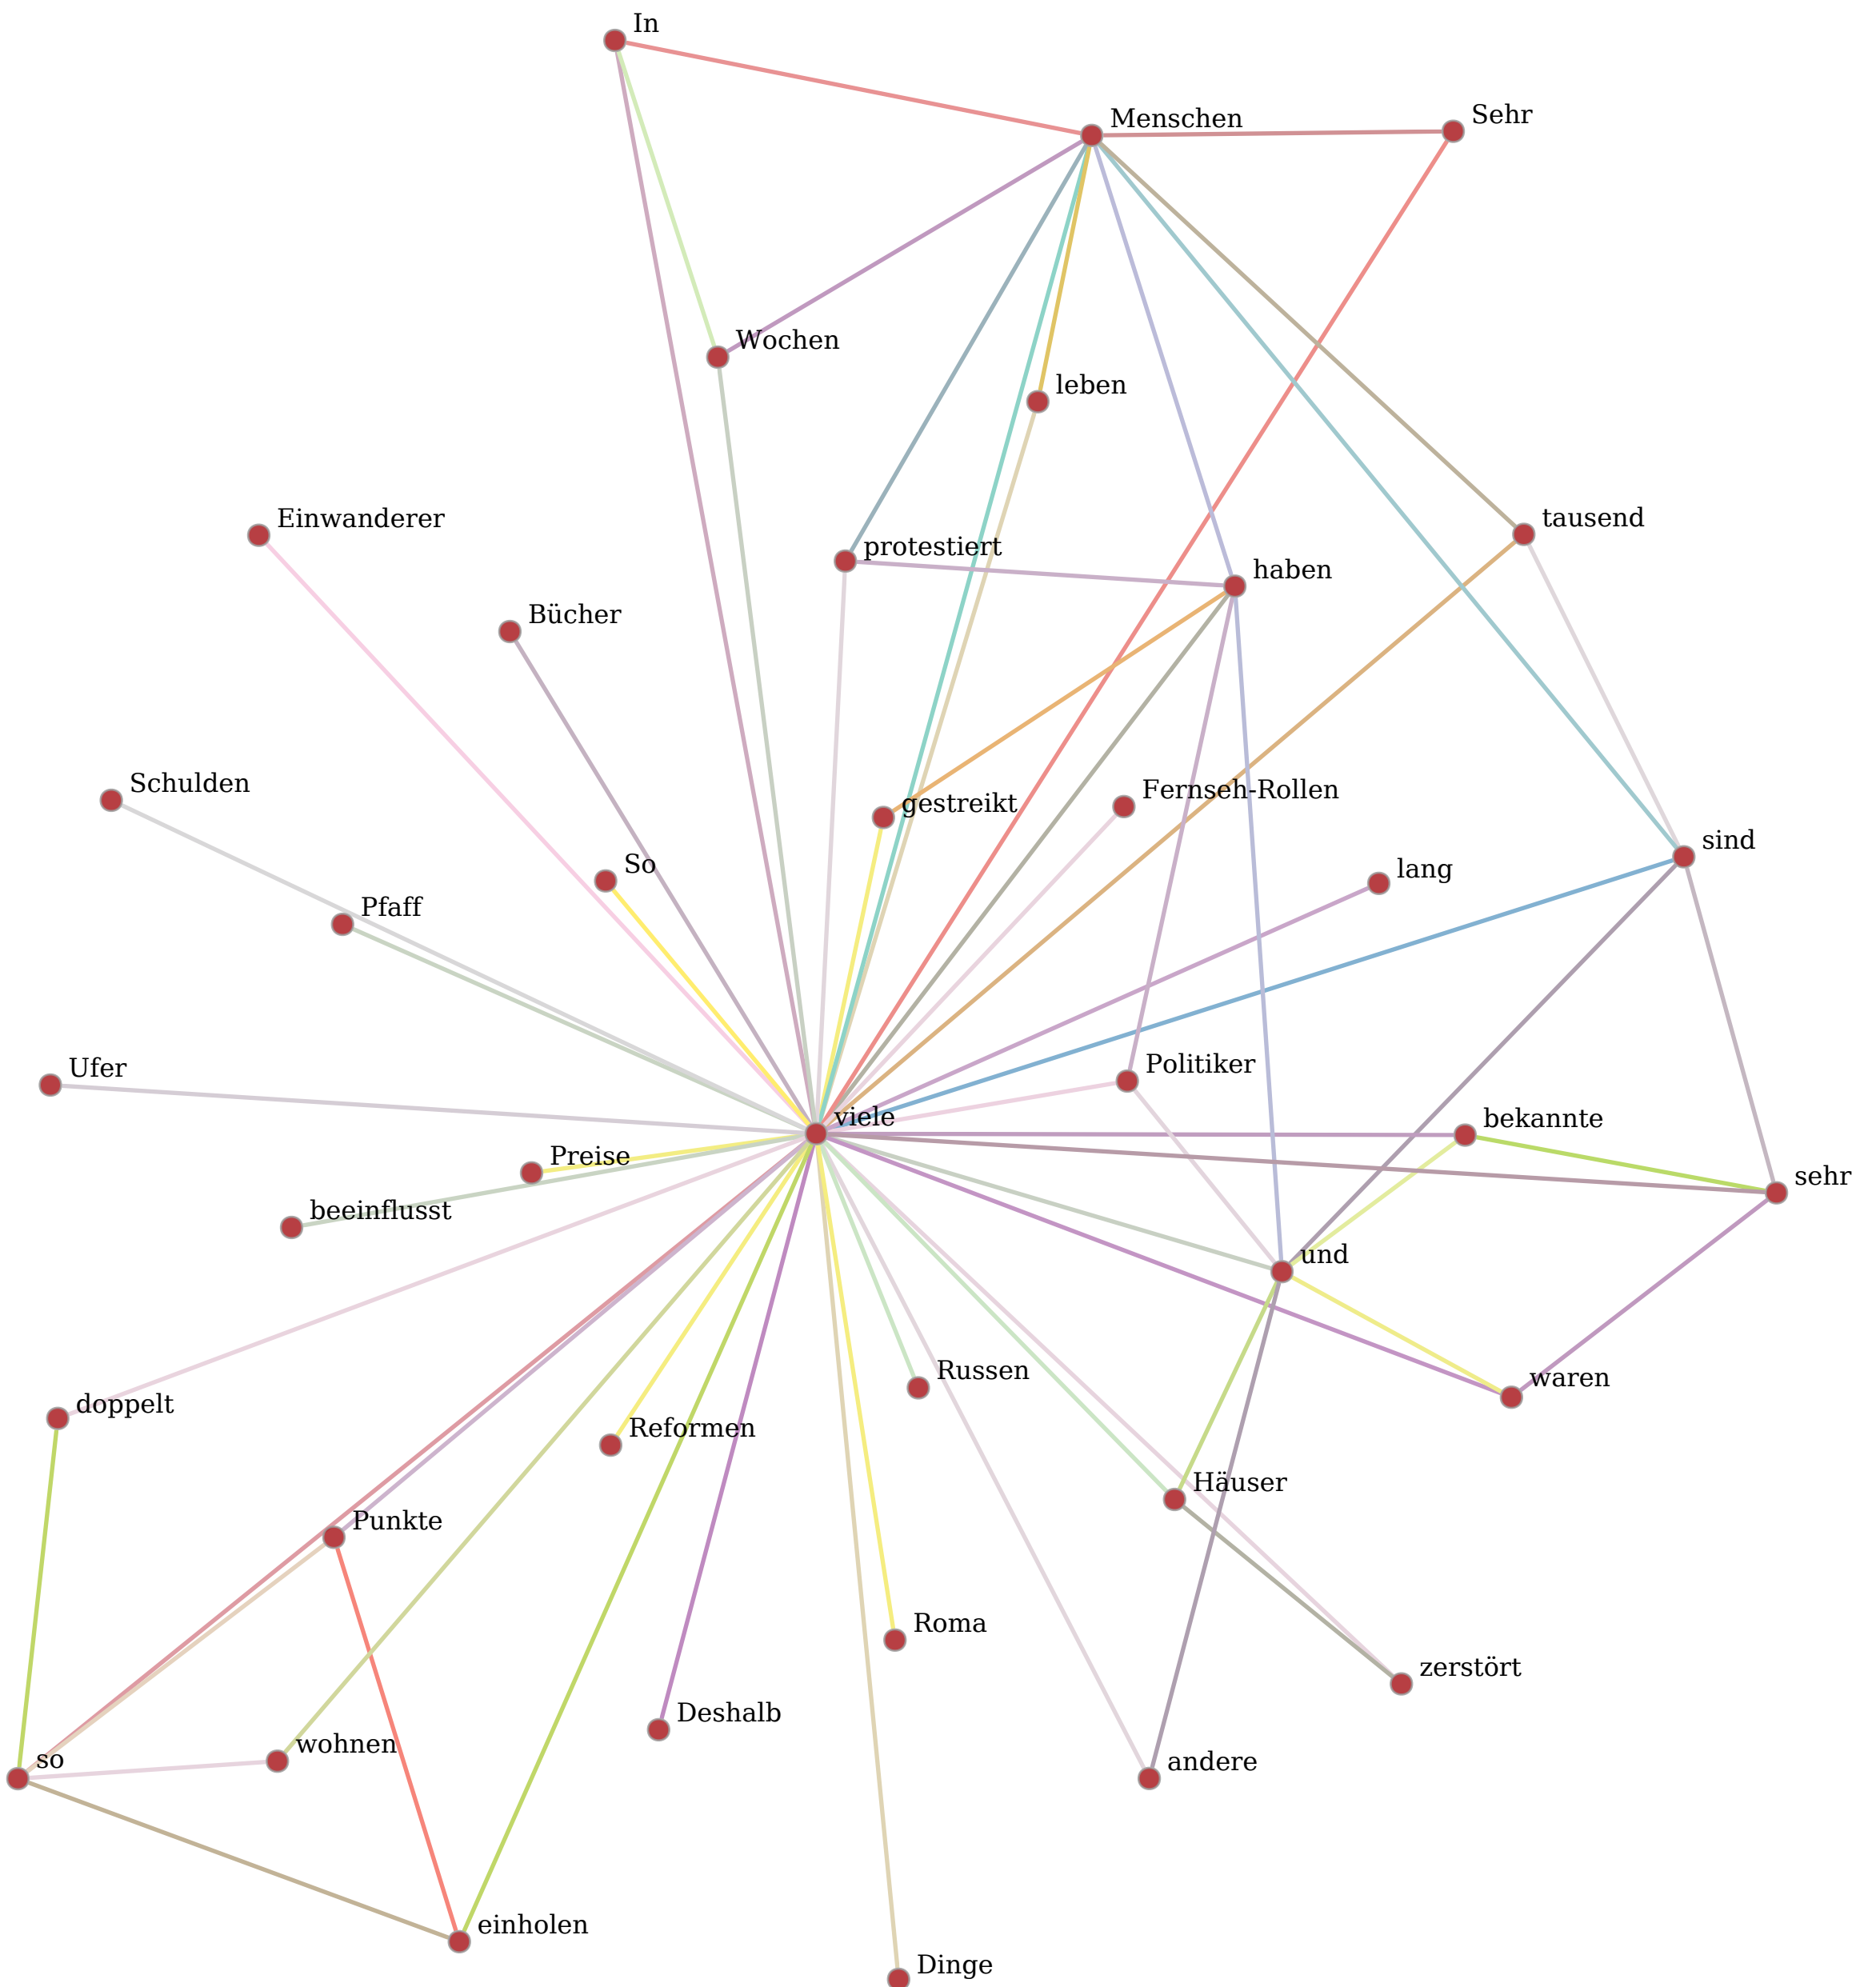 In
Menschen
Sehr
Wochen
leben
Einwanderer
tausend
protestiert
haben
Bücher
Schulden
Fernseh-Rollen
gestreikt
sind
So
lang
Pfaff
Ufer
Politiker
viele
bekannte
Preise
sehr
beeinflusst
und
Russen
waren
doppelt
Reformen
Häuser
Punkte
Roma
zerstört
Deshalb
wohnen
so
andere
einholen
Dinge